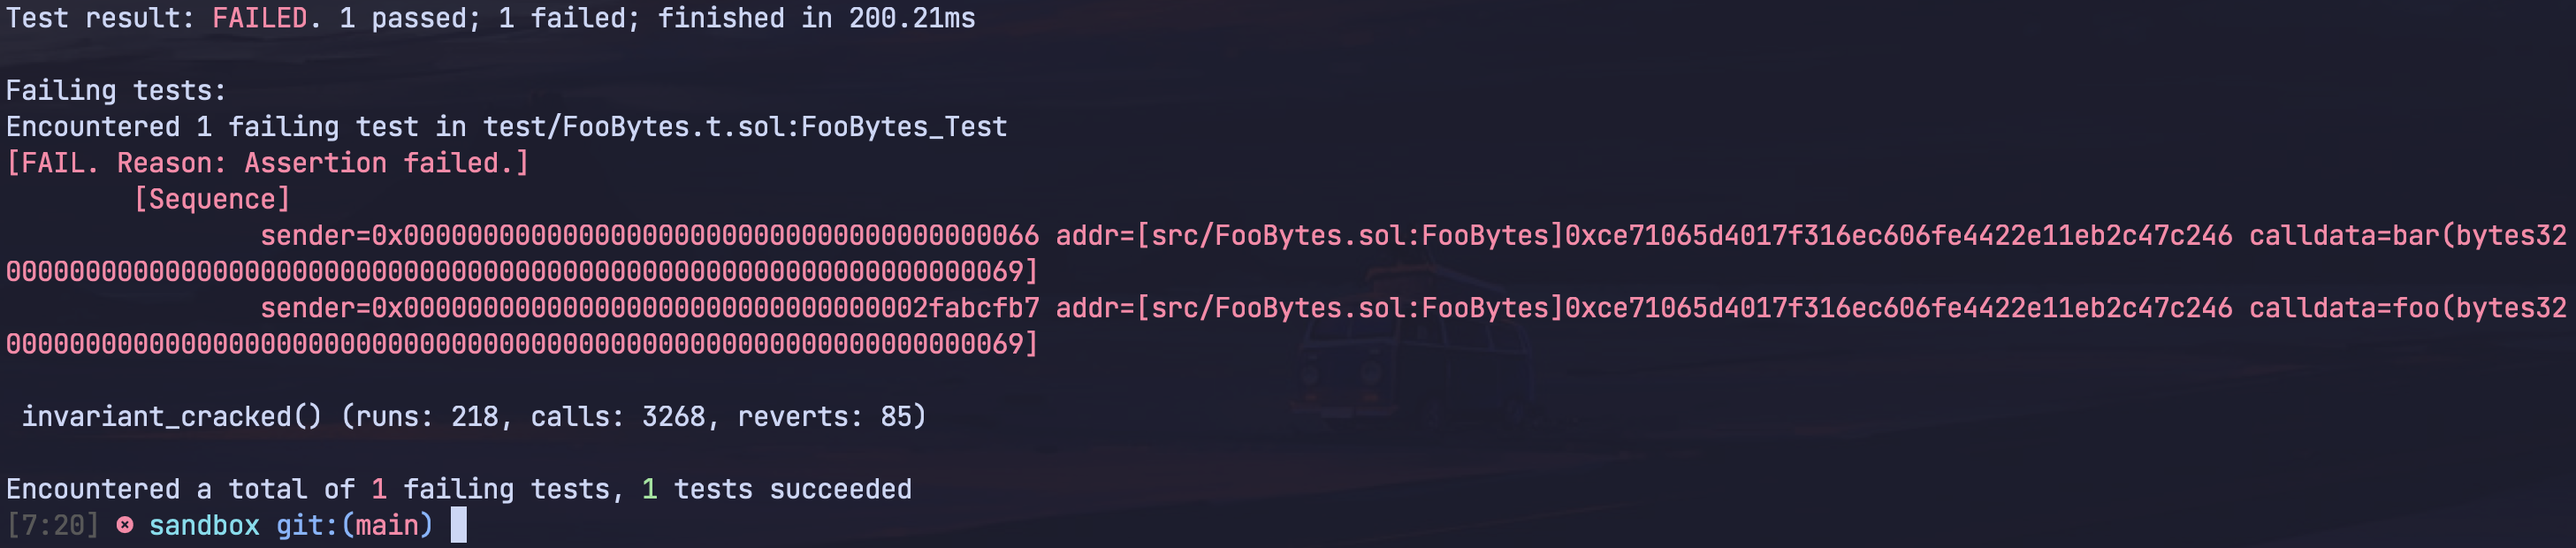 Test result: FAILED. 1 passed; 1 failed; finished in 200.21ms
Failing tests:
Encountered 1 failing test in test/FooBytes.t.sol:FooBytes_Test
[FAIL. Reason: Assertion failed.]
[Sequence]
sender=0x0000000000000000000000000000000000000066 addr=[src/FooBytes.sol:FooBytes]0xce71065d4017f316ec606fe4422e11eb2c47c246 calldata=bar(bytes32
0000000000000000000000000000000000000000000000000000000000000069]
sender=0x000000000000000000000000000000002fabcfb7 addr=[src/FooBytes.sol:FooBytes]0xce71065d4017f316ec606fe4422e11eb2c47c246 calldata=foo(bytes32
0000000000000000000000000000000000000000000000000000000000000069]
invariant_cracked() (runs: 218, calls: 3268, reverts: 85)
Encountered a total of 1 failing tests, 1 tests succeeded
[7:20] sandbox git:(main)